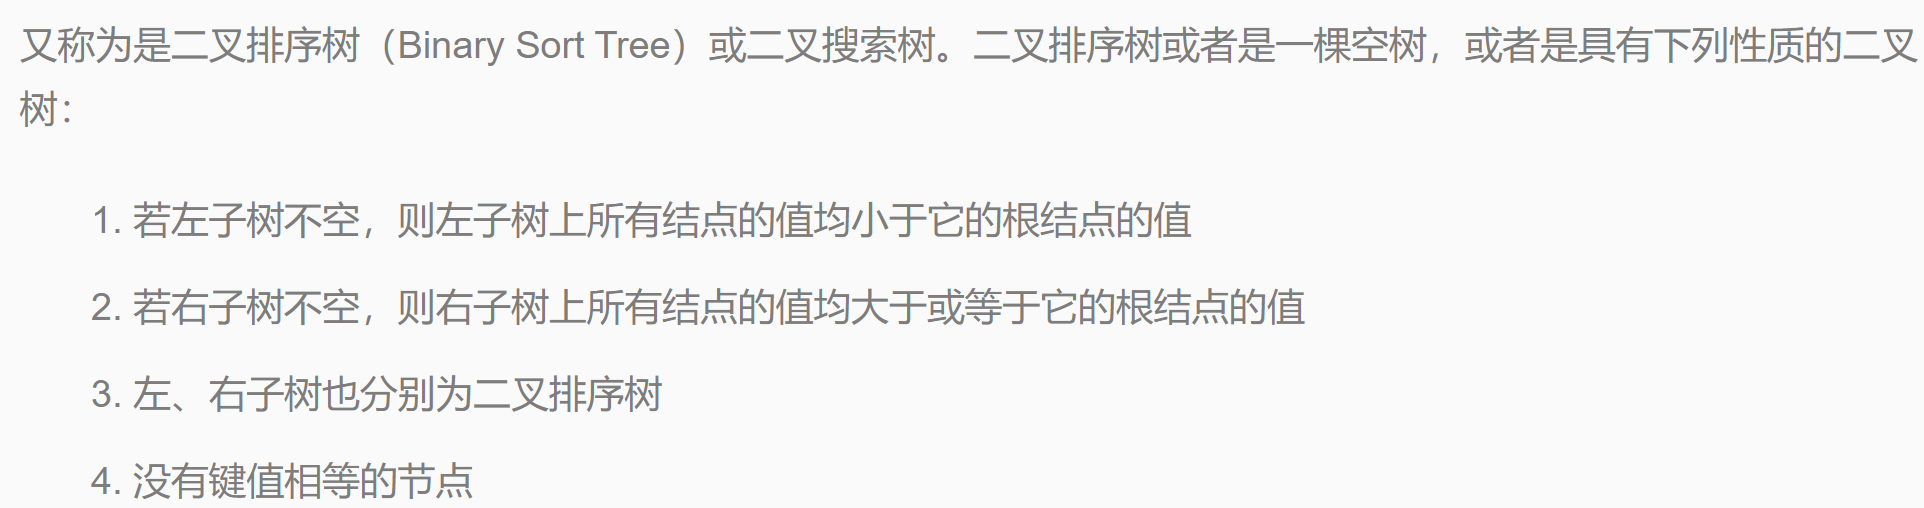 又称为是二叉排序树（Binary Sort Tree）或二叉搜索树。二叉排序树或者是一棵空树，或者是具有下列性质的二叉
树：
1. 若左子树不空，则左子树上所有结点的值均小于它的根结点的值
2. 若右子树不空，则右子树上所有结点的值均大于或等于它的根结点的值
3. 左、右子树也分别为二叉排序树
4. 没有键值相等的节点